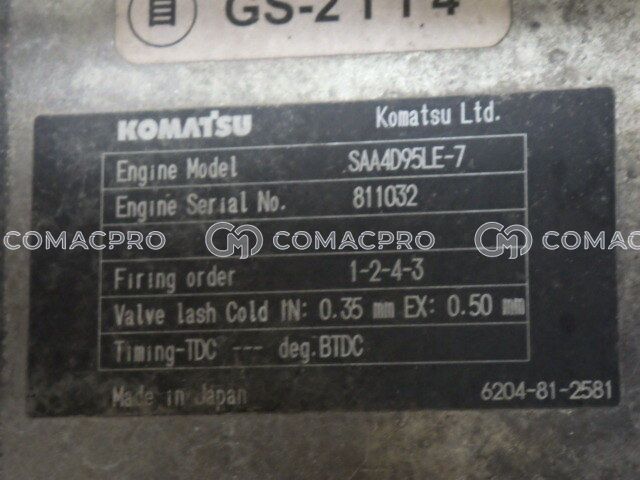 GS-2114
KOMATSU Komatsu Ltd.
Engine Model SAA4D95LE-7
Engine Serial No. 811032
COMACPRO COMACPRO COMAC
Firing order 1-2-4-3
Valve lash Cold IN: 0.35 mm EX: 0.50 mm
Timing-TDC --- deg.BTDC
Made in Japan 6204-81-2581